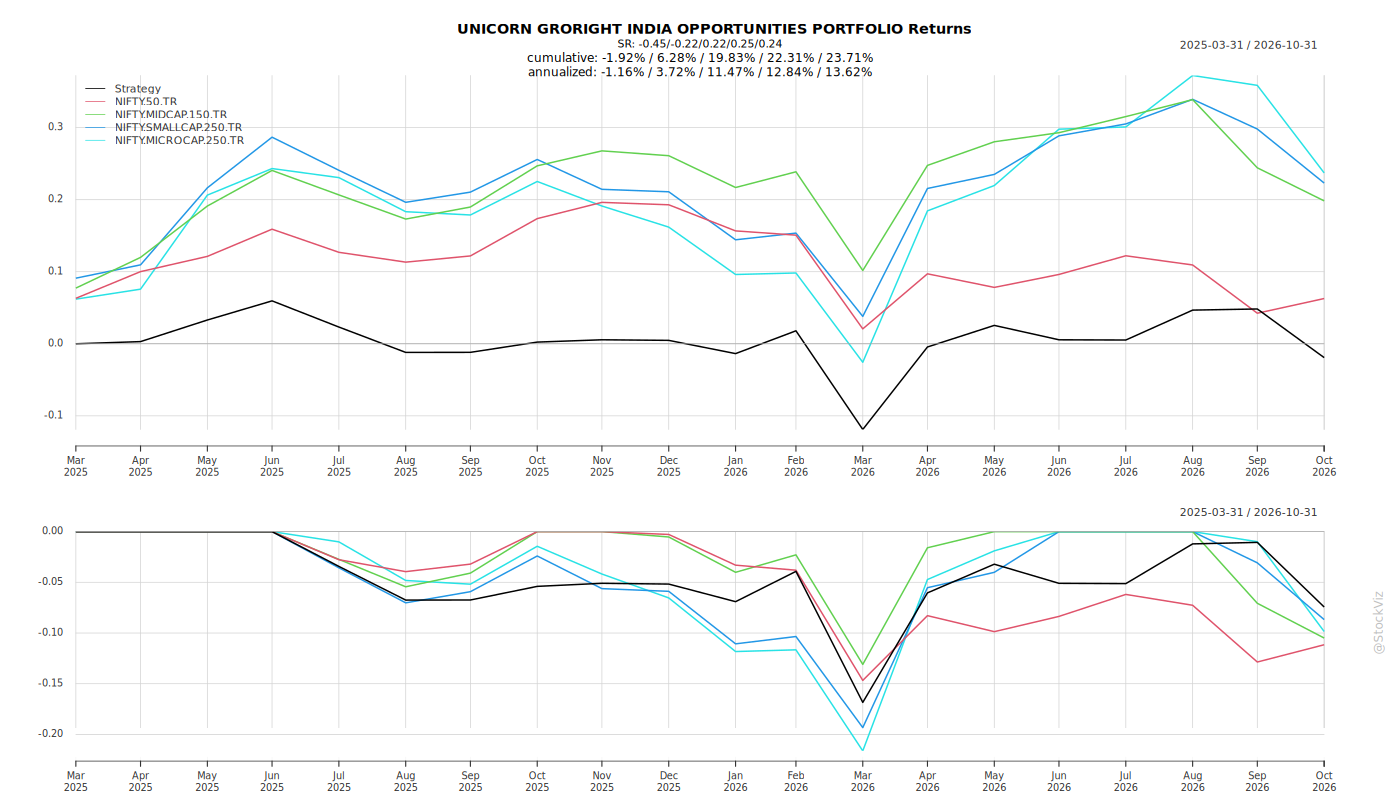 UNICORN GRORIGHT INDIA OPPORTUNITIES PORTFOLIO Returns
SR: -0.45/-0.22/0.22/0.25/0.24
2025-03-31 / 2026-10-31
cumulative: -1.92% / 6.28% / 19.83% / 22.31% / 23.71%
annualized: -1.16% / 3.72% / 11.47% / 12.84% / 13.62%
Strategy
NIFTY.50.TR
NIFTY.MIDCAP.150.TR
NIFTY.SMALLCAP.250.TR
NIFTY.MICROCAP.250.TR
0.3
0.2
0.1
0.0
-0.1
Mar Apr May Jun Jul Aug Sep Oct Nov Dec Jan Feb Mar Apr May Jun Jul Aug Sep Oct
2025 2025 2025 2025 2025 2025 2025 2025 2025 2025 2026 2026 2026 2026 2026 2026 2026 2026 2026 2026
2025-03-31 / 2026-10-31
0.00
-0.05
-0.10
-0.15
-0.20
@StockViz
Mar Apr May Jun Jul Aug Sep Oct Nov Dec Jan Feb Mar Apr May Jun Jul Aug Sep Oct
2025 2025 2025 2025 2025 2025 2025 2025 2025 2025 2026 2026 2026 2026 2026 2026 2026 2026 2026 2026